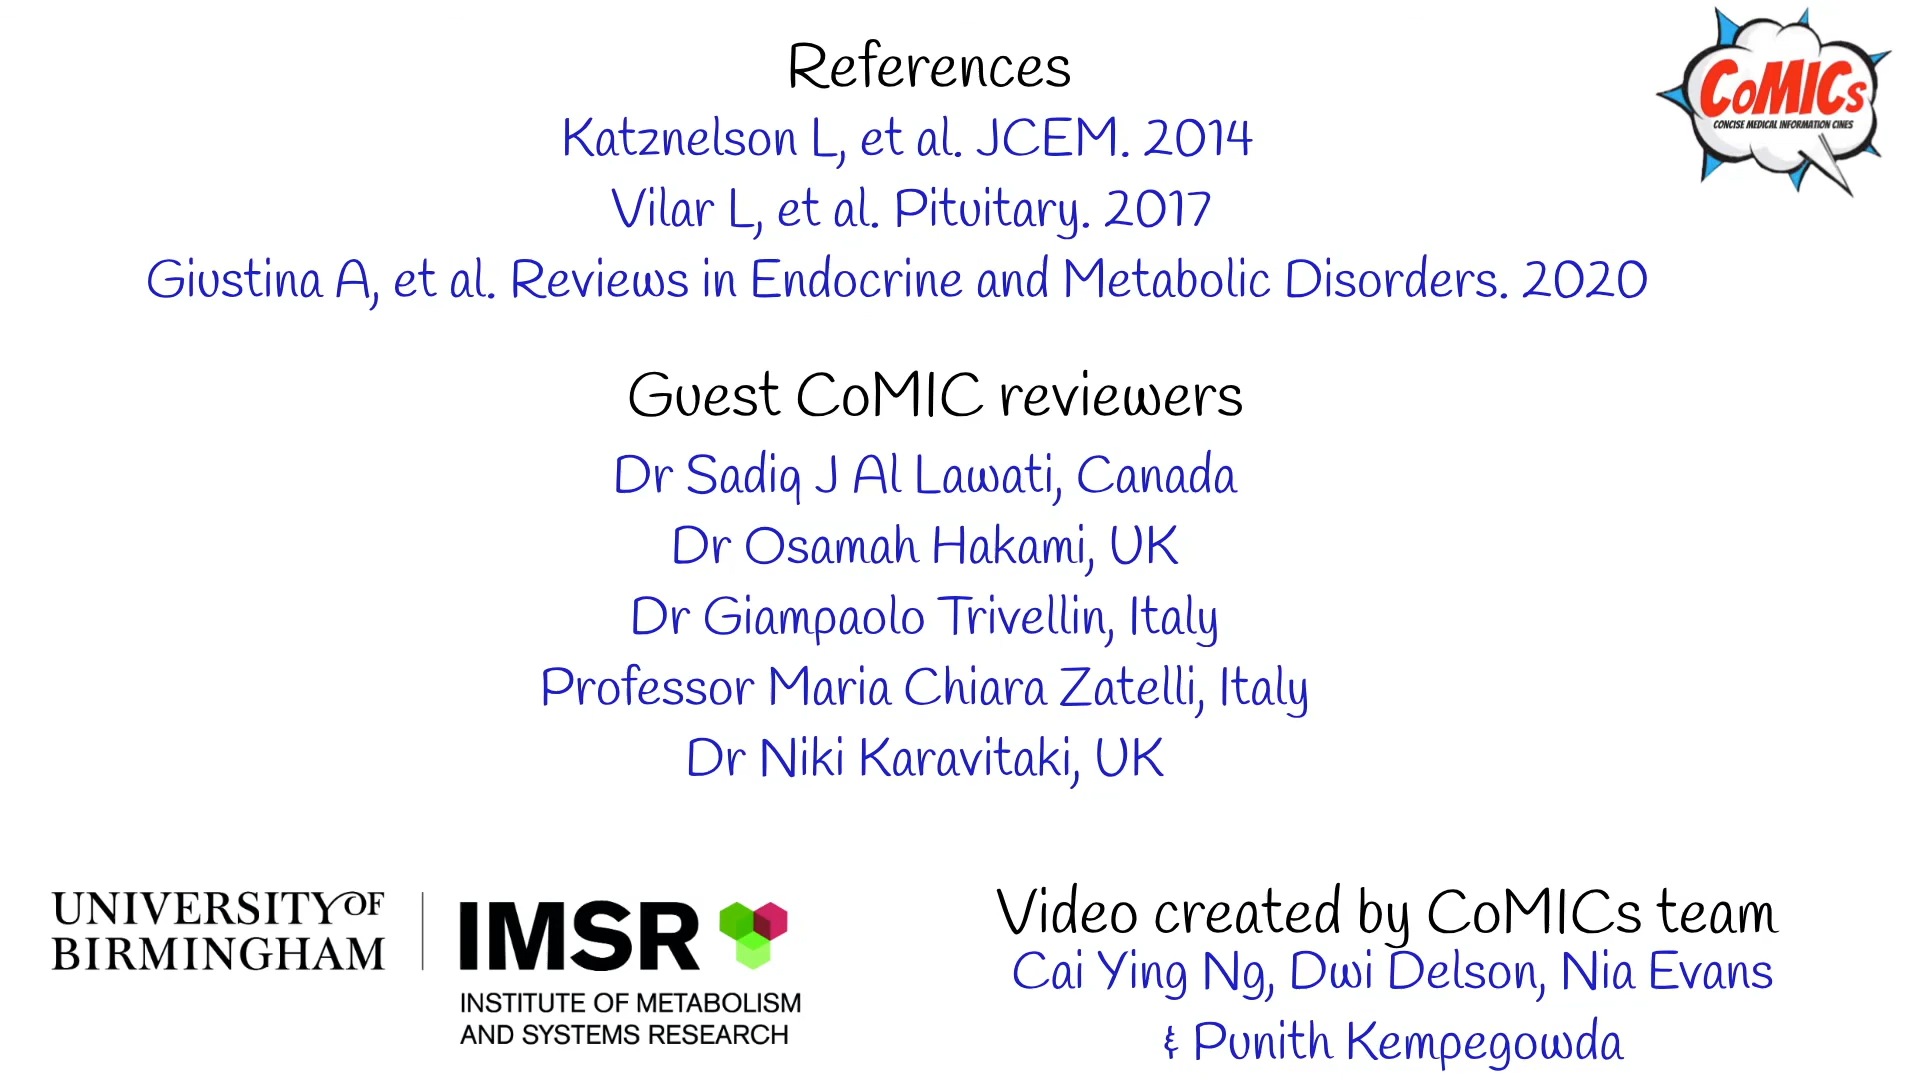 References
CoMICs
CONCISE MEDICAL INFORMATION CINES
Katznelson L, et al. JCEM. 2014
Vilar L, et al. Pituitary. 2017
Giustina A, et al. Reviews in Endocrine and Metabolic Disorders. 2020
Guest CoMIC reviewers
Dr Sadiq J Al Lawati, Canada
Dr Osamah Hakami, UK
Dr Giampaolo Trivellin, Italy
Professor Maria Chiara Zatelli, Italy
Dr Niki Karavitaki, UK
UNIVERSITY OF
BIRMINGHAM
IMSR
INSTITUTE OF METABOLISM
AND SYSTEMS RESEARCH
Video created by CoMICs team
Cai Ying Ng, Dwi Delson, Nia Evans
& Punith Kempegowda